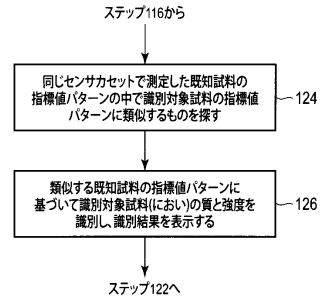 ステップ116から
同じセンサカセットで測定した既知試料の
指標値パターンの中で識別対象試料の指標値
パターンに類似するものを探す
124
類似する既知試料の指標値パターンに
基づいて識別対象試料(におい)の質と強度を
識別し、識別結果を表示する
126
ステップ122へ